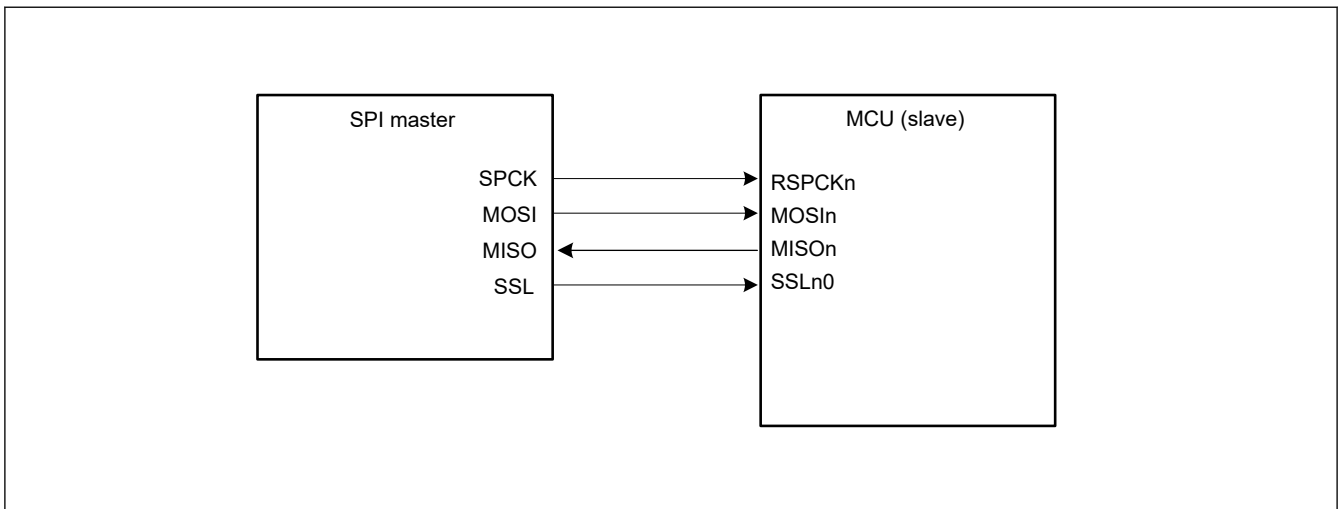 SPI master
SPCK
MOSI
MISO
SSL
MCU (slave)
RSPCKn
MOSIn
MISOn
SSLn0